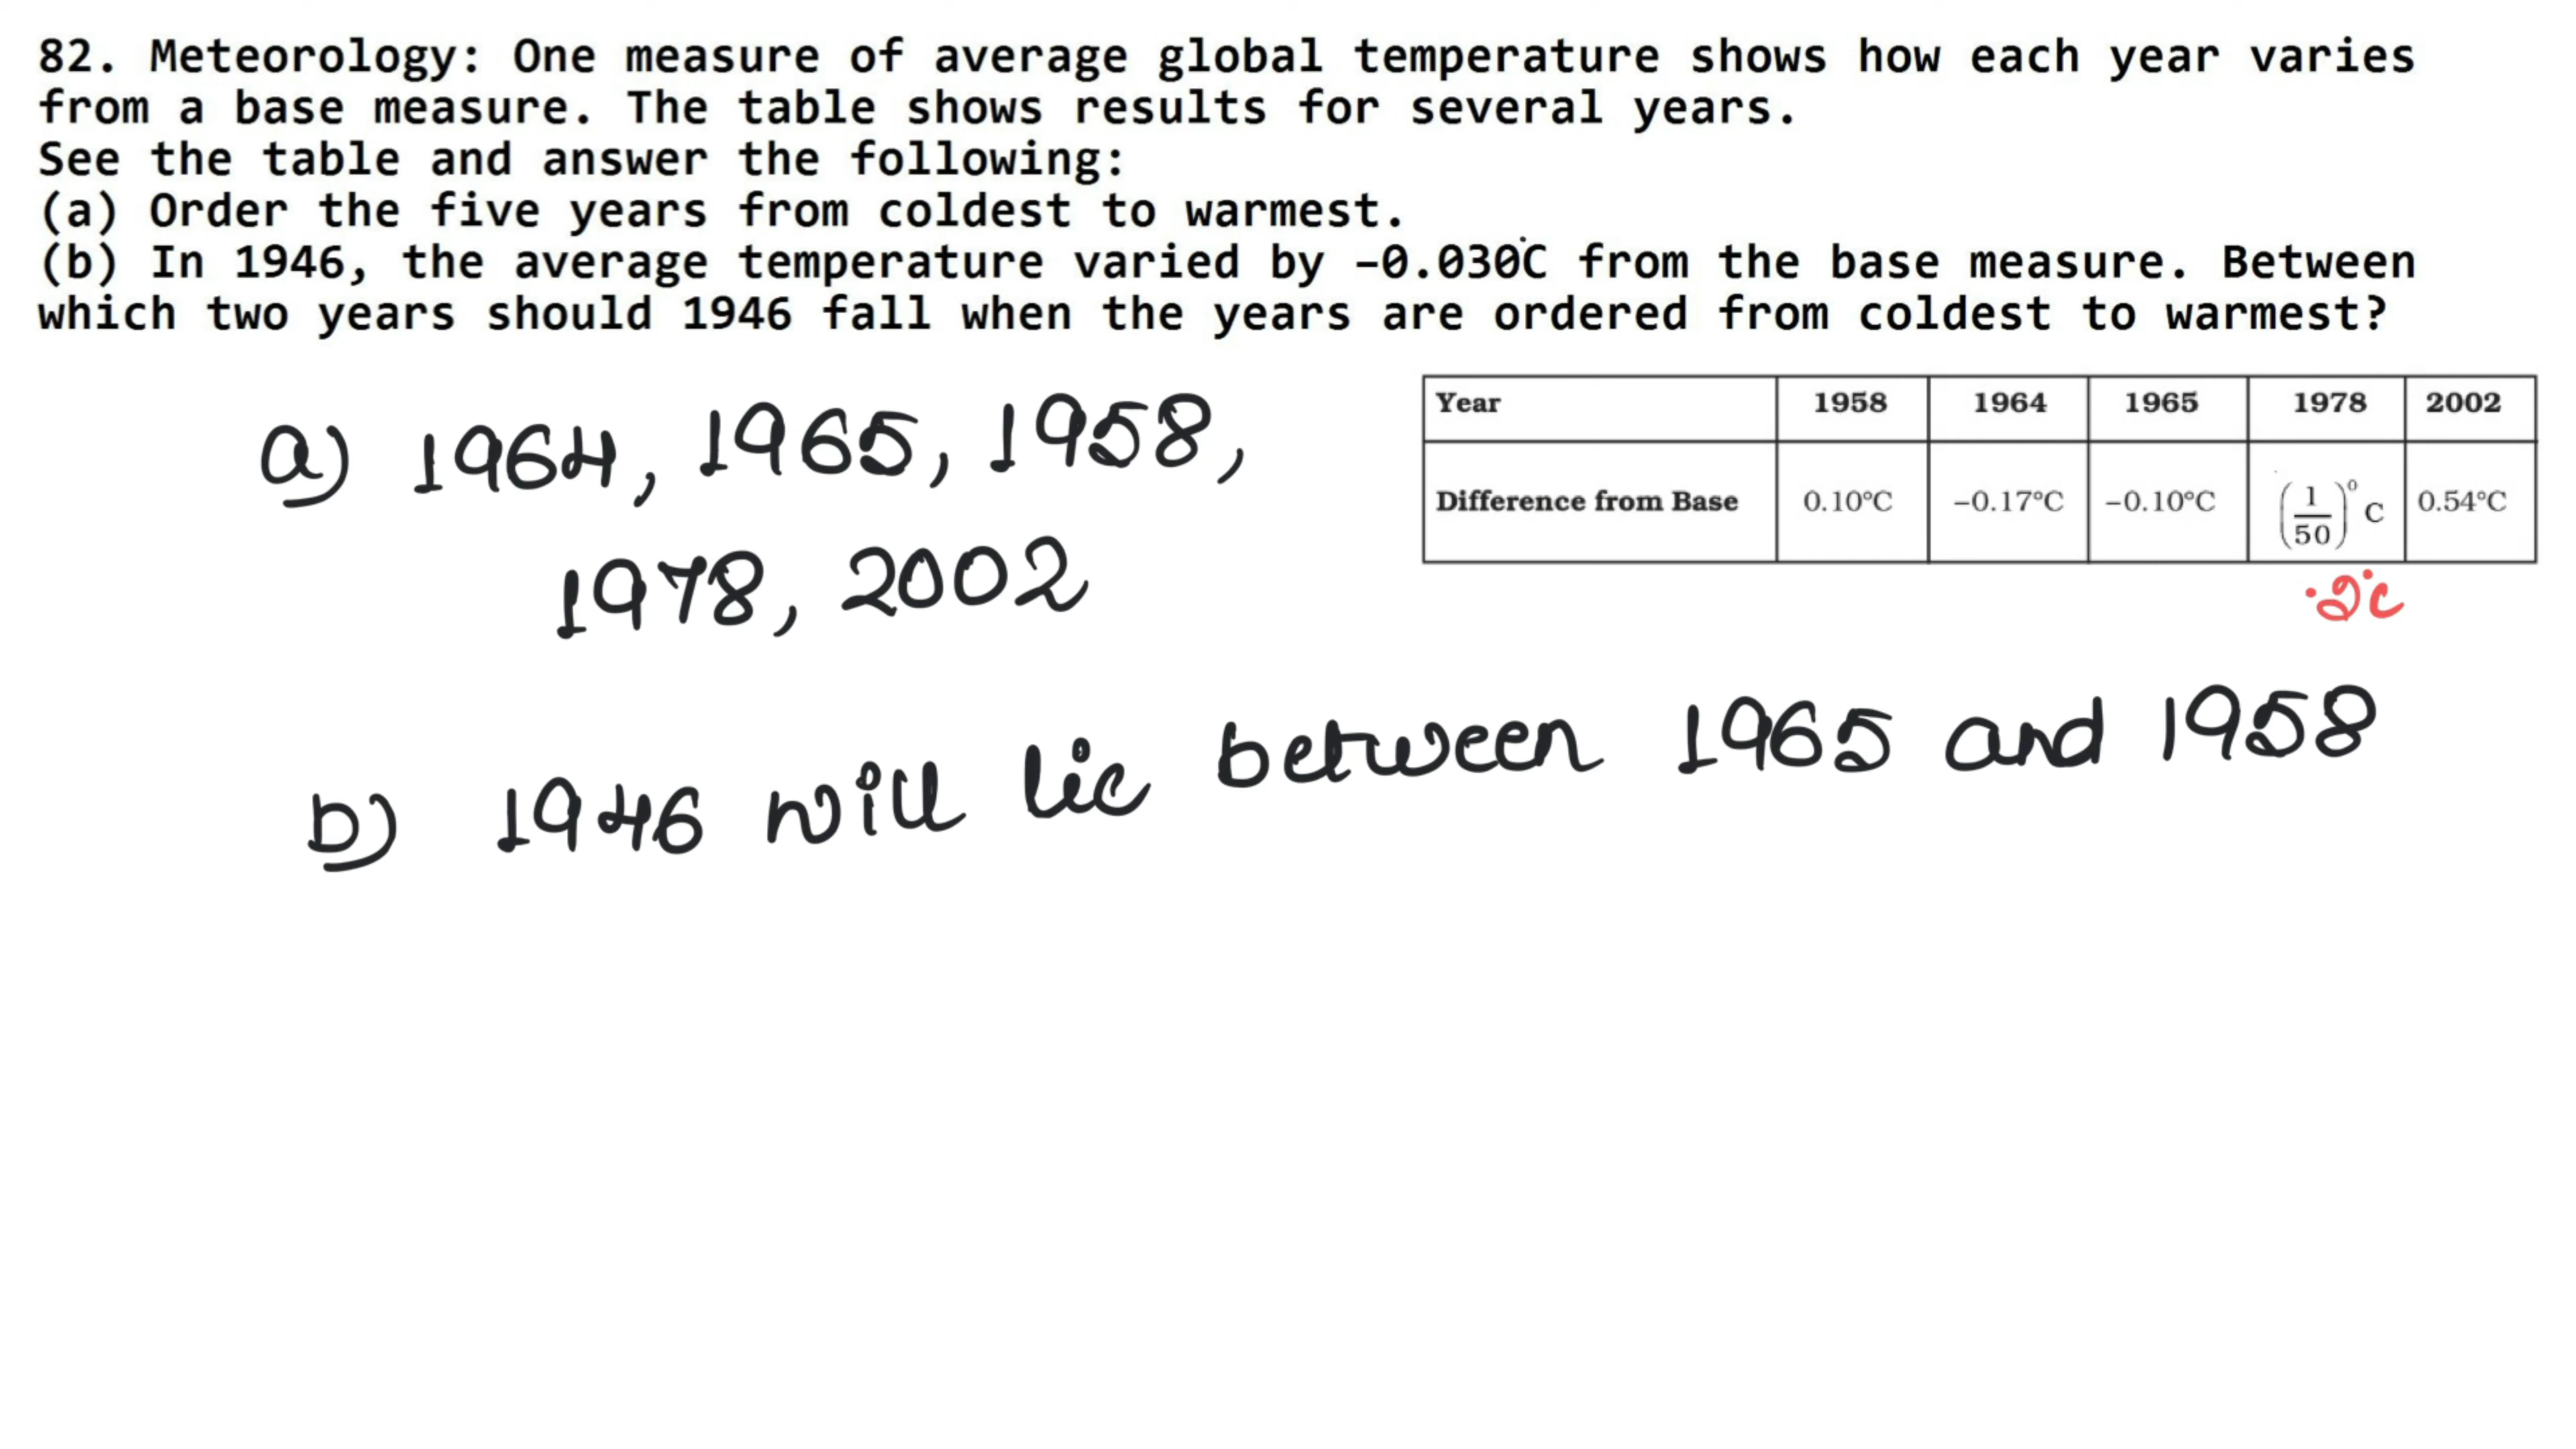 82. Meteorology: One measure of average global temperature shows how each year varies
from a base measure. The table shows results for several years.
See the table and answer the following:
(a) Order the five years from coldest to warmest.
(b) In 1946, the average temperature varied by –0.030°C from the base measure. Between
which two years should 1946 fall when the years are ordered from coldest to warmest?
Year 1958 1964 1965 1978 2002
Difference from Base 0.10°C –0.17°C –0.10°C (1/50)⁰ C 0.54°C
.2°c
a) 1964, 1965, 1958,
1978, 2002
b) 1946 will lie between 1965 and 1958